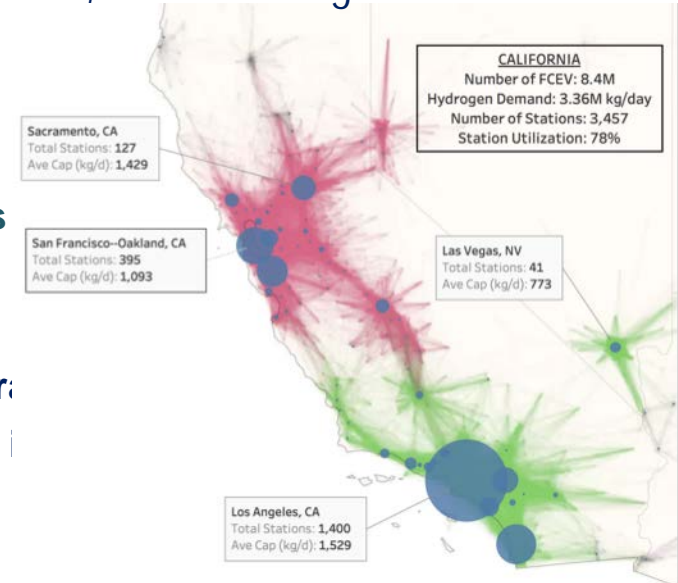 CALIFORNIA
Number of FCEV: 8.4M
Hydrogen Demand: 3.36M kg/day
Number of Stations: 3,457
Station Utilization: 78%
Sacramento, CA
Total Stations: 127
Ave Cap (kg/d): 1,429
San Francisco--Oakland, CA
Total Stations: 395
Ave Cap (kg/d): 1,093
Las Vegas, NV
Total Stations: 41
Ave Cap (kg/d): 773
Los Angeles, CA
Total Stations: 1,400
Ave Cap (kg/d): 1,529